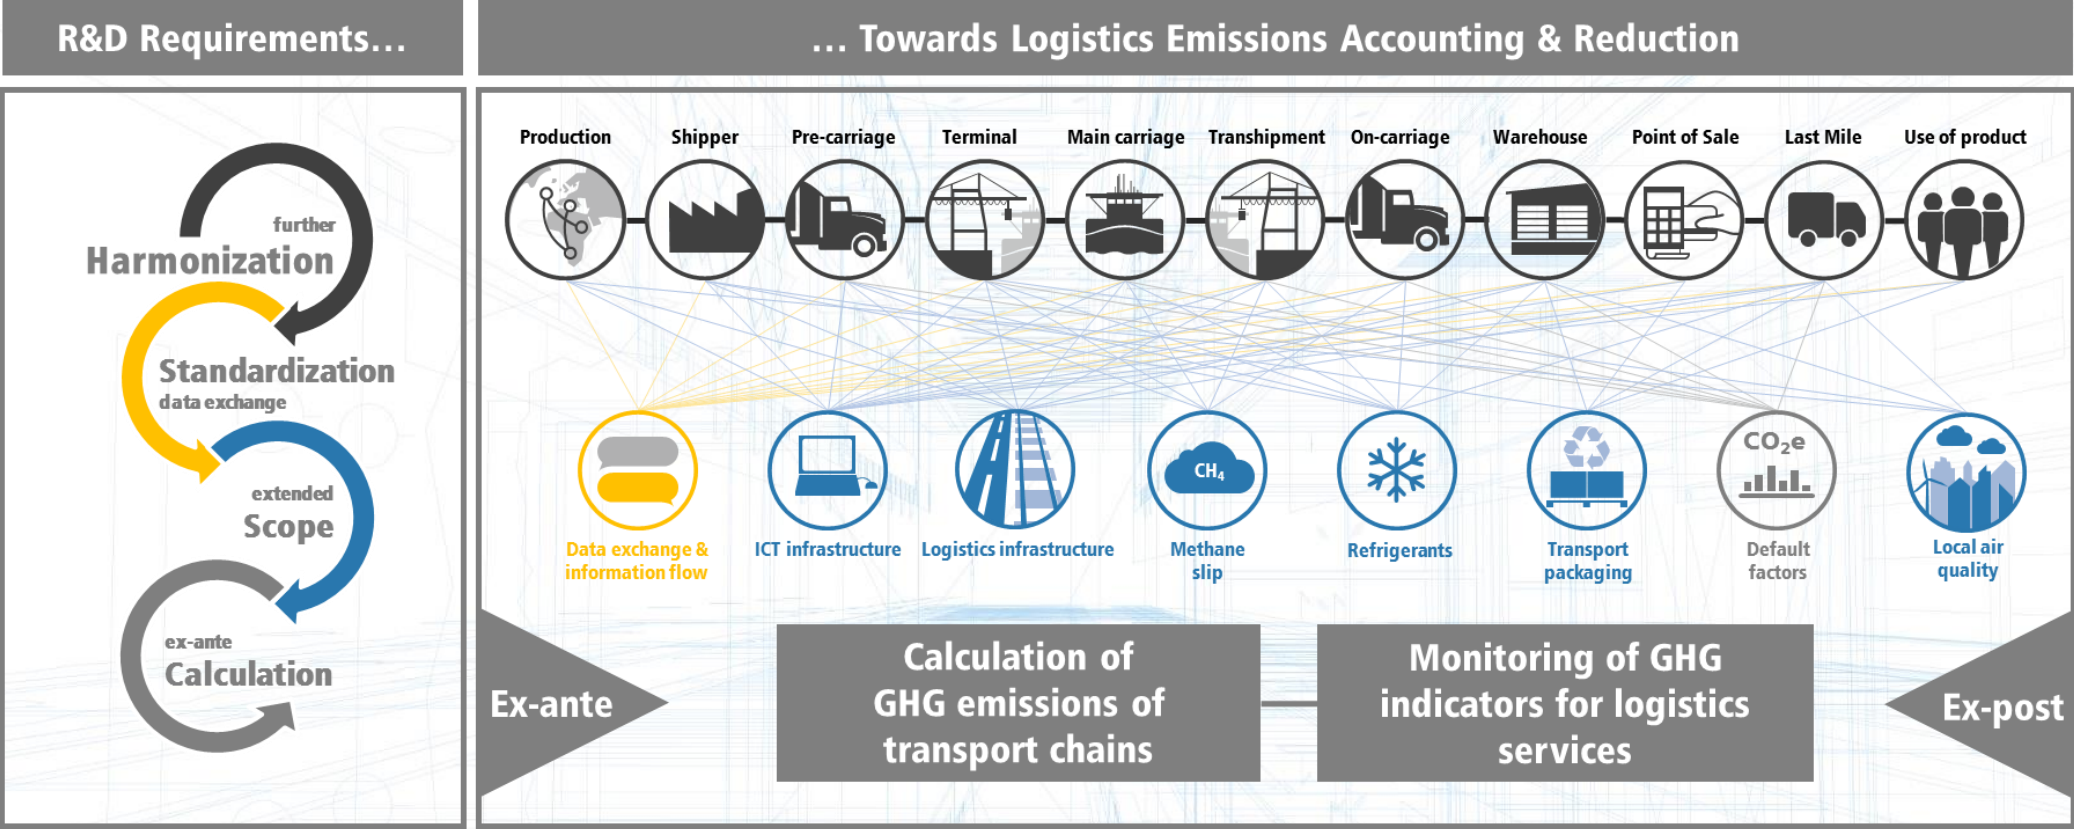 R&D Requirements...
... Towards Logistics Emissions Accounting & Reduction
further
Harmonization
Standardization
data exchange
extended
Scope
ex-ante
Calculation
Production
Shipper
Pre-carriage
Terminal
Main carriage
Transhipment
On-carriage
Warehouse
Point of Sale
Last Mile
Use of product
CH₄
CO₂e
Data exchange &
information flow
ICT infrastructure
Logistics infrastructure
Methane
slip
Refrigerants
Transport
packaging
Default
factors
Local air
quality
Ex-ante
Calculation of
GHG emissions of
transport chains
Monitoring of GHG
indicators for logistics
services
Ex-post